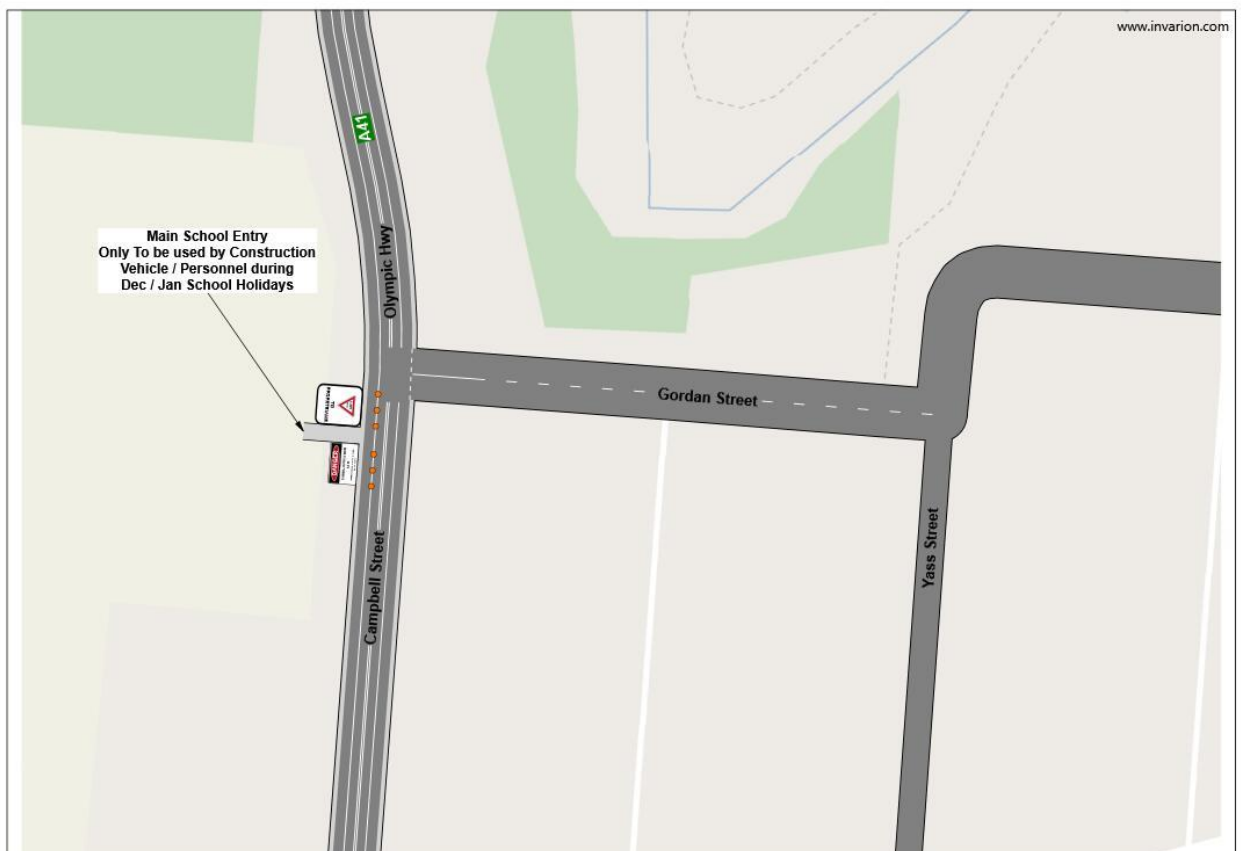 www.invarion.com
A41
Main School Entry
Only To be used by Construction
Vehicle / Personnel during
Dec / Jan School Holidays
Olympic Hwy
Gordan Street
DANGER
Campbell Street
Yass Street